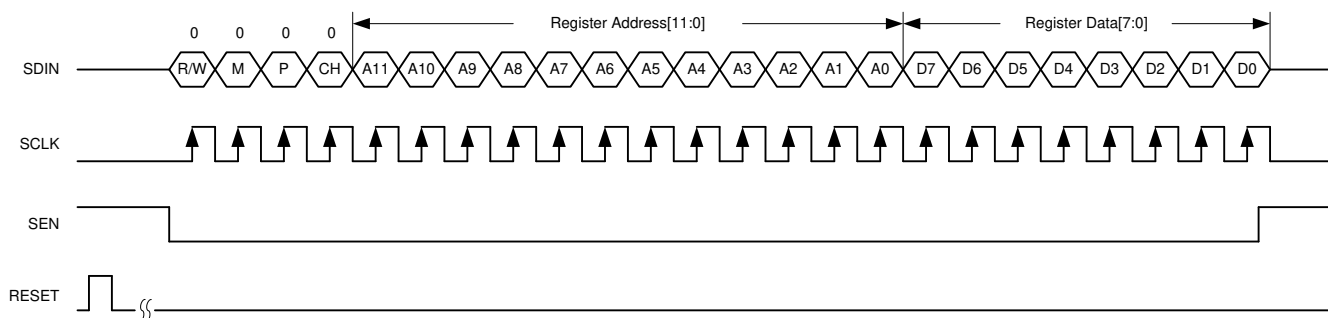 Register Address[11:0] Register Data[7:0]
0 0 0 0
SDIN R/W M P CH A11 A10 A9 A8 A7 A6 A5 A4 A3 A2 A1 A0 D7 D6 D5 D4 D3 D2 D1 D0
SCLK
SEN
RESET